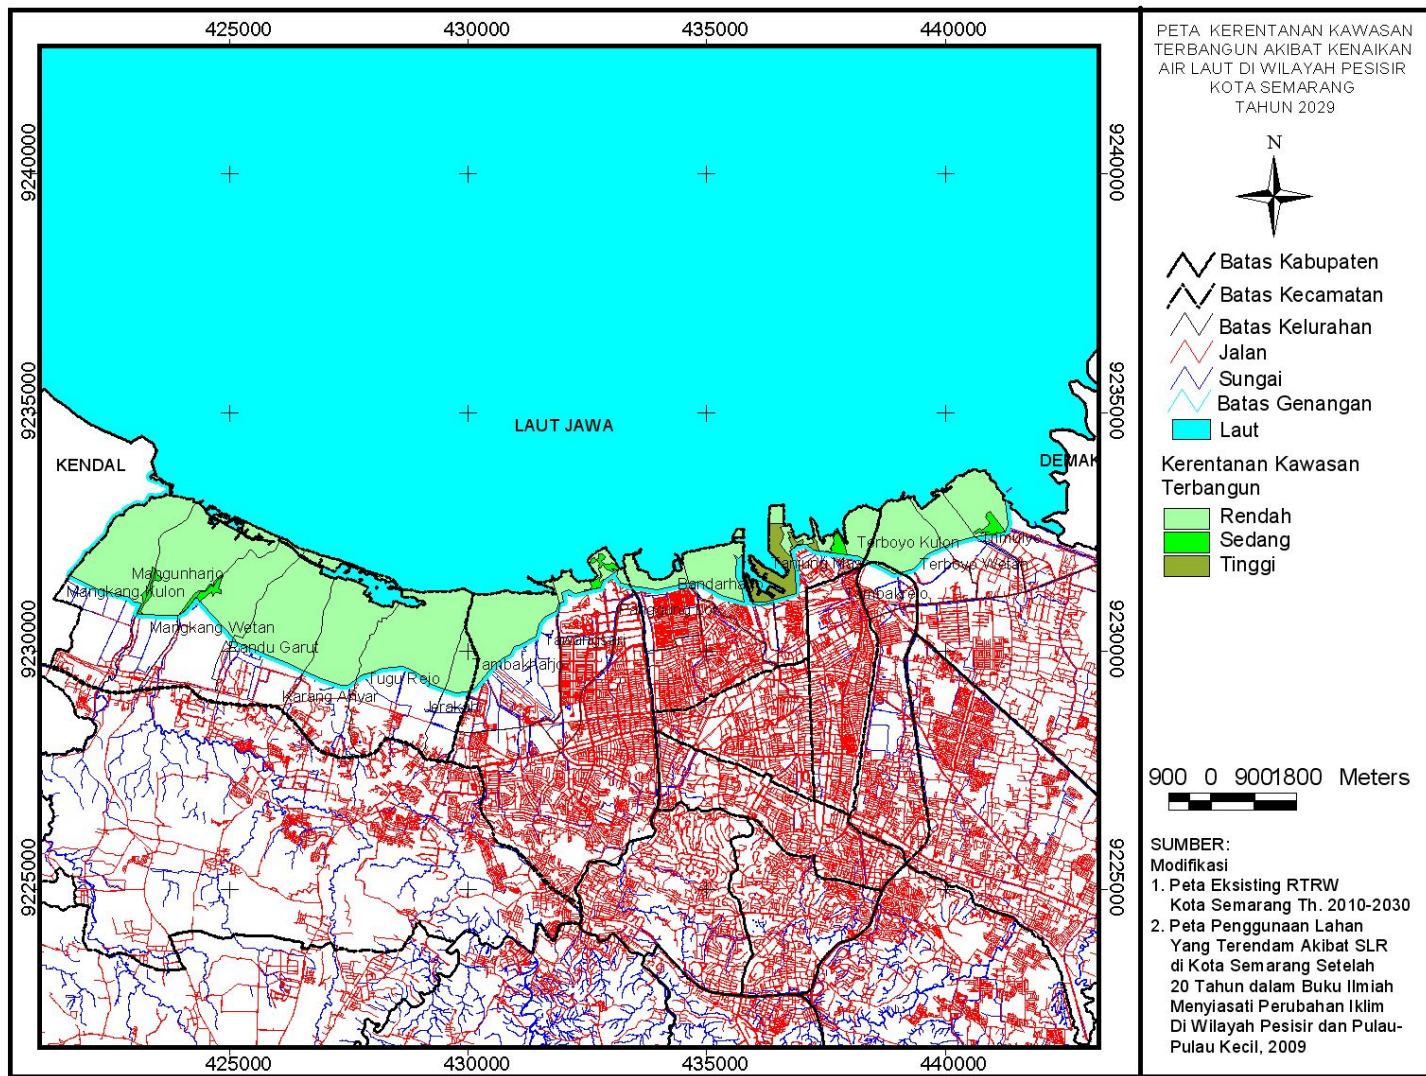 425000 430000 435000 440000
PETA KERENTANAN KAWASAN
TERBANGUN AKIBAT KENAIKAN
AIR LAUT DI WILAYAH PESISIR
KOTA SEMARANG
TAHUN 2029
N
9240000
9240000
9235000
9235000
9230000
9230000
9225000
9225000
LAUT JAWA
KENDAL
DEMAK
Mangunharjo
Mangkang Kulon
Mangkang Wetan
Randu Garut
Karang Anyar
Tugu Rejo
Jerakah
Tambakharjo
Tawangsari
Bandarharjo
Tanjung Mas
Terboyo Kulon
Terboyo Wetan
Trimulyo
Batas Kabupaten
Batas Kecamatan
Batas Kelurahan
Jalan
Sungai
Batas Genangan
Laut
Kerentanan Kawasan
Terbangun
Rendah
Sedang
Tinggi
900 0 900 1800 Meters
SUMBER:
Modifikasi
1. Peta Eksisting RTRW
Kota Semarang Th. 2010-2030
2. Peta Penggunaan Lahan
Yang Terendam Akibat SLR
di Kota Semarang Setelah
20 Tahun dalam Buku Ilmiah
Menyiasati Perubahan Iklim
Di Wilayah Pesisir dan Pulau-
Pulau Kecil, 2009
425000 430000 435000 440000